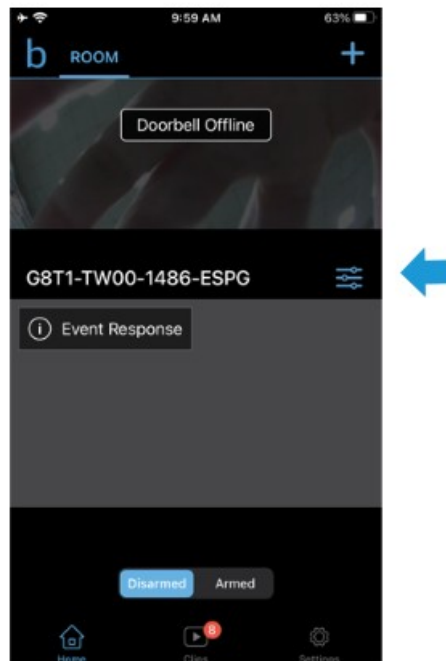 9:59 AM 63%
b ROOM +
Doorbell Offline
G8T1-TW00-1486-ESPG
Event Response
Disarmed Armed
8
Home Clips Settings